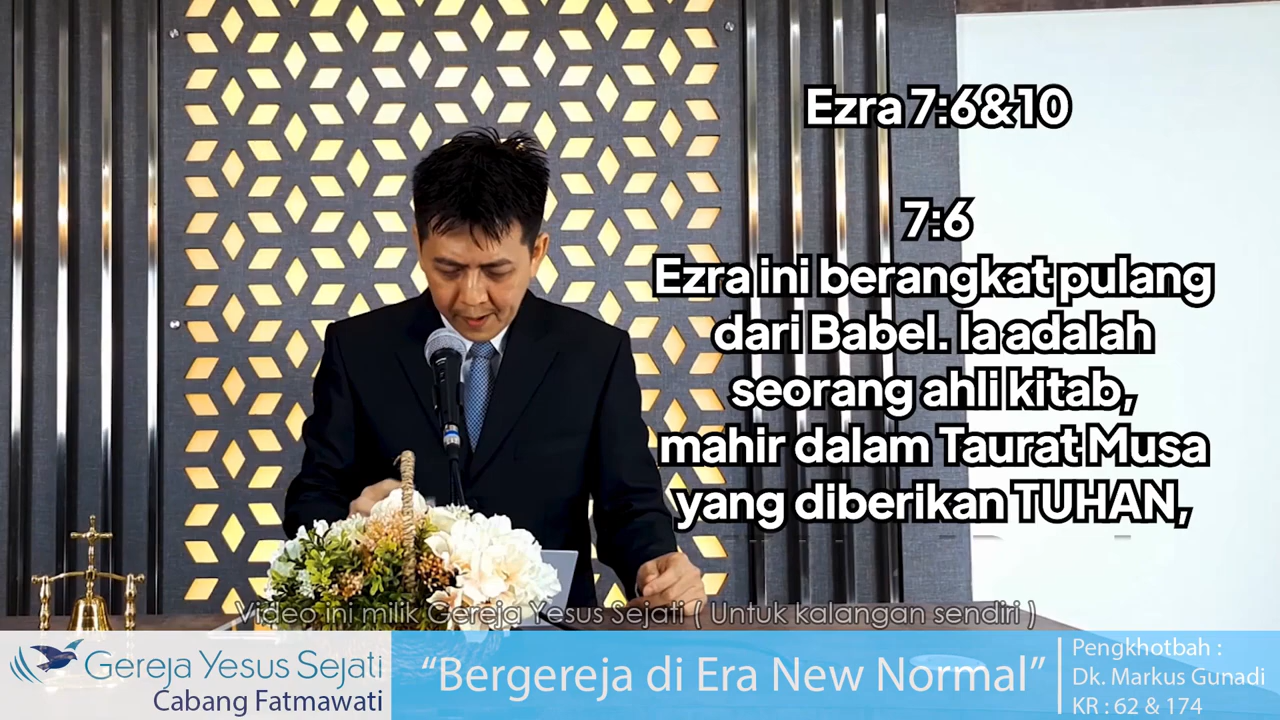 Ezra 7:6&10
7:6
Ezra ini berangkat pulang
dari Babel. Ia adalah
seorang ahli kitab,
mahir dalam Taurat Musa
yang diberikan TUHAN,
Video ini milik Gereja Yesus Sejati ( Untuk kalangan sendiri )
Gereja Yesus Sejati
Cabang Fatmawati
“Bergereja di Era New Normal”
Pengkhotbah :
Dk. Markus Gunadi
KR : 62 & 174